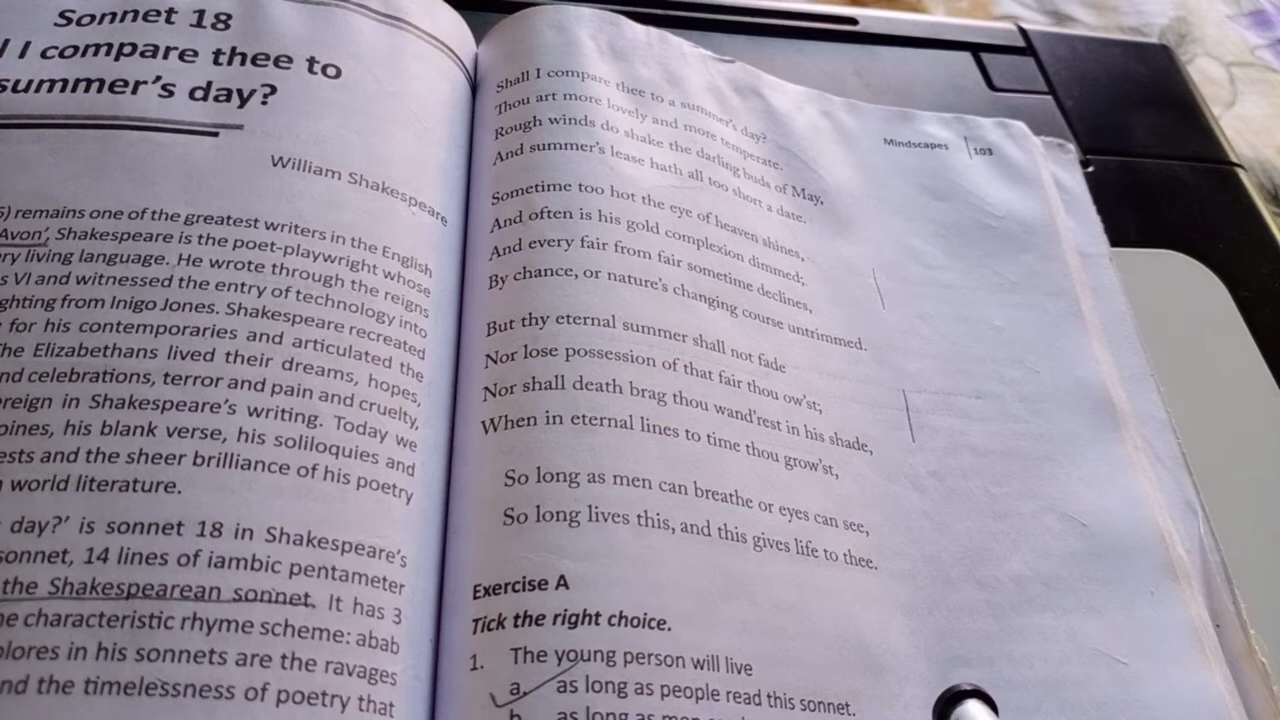 Sonnet 18
I compare thee to
summer's day?
William Shakespeare
remains one of the greatest writers in the English
Avon', Shakespeare is the poet-playwright whose
living language. He wrote through the reigns
VI and witnessed the entry of technology into
from Inigo Jones. Shakespeare recreated
for his contemporaries and articulated the
The Elizabethans lived their dreams, hopes,
celebrations, terror and pain and cruelty,
in Shakespeare's writing. Today we
his blank verse, his soliloquies and
and the sheer brilliance of his poetry
world literature.
day?' is sonnet 18 in Shakespeare's
sonnet, 14 lines of iambic pentameter
the Shakespearean sonnet. It has 3
characteristic rhyme scheme: abab
in his sonnets are the ravages
and the timelessness of poetry that
Mindscapes | 103
Shall I compare thee to a summer's day?
Thou art more lovely and more temperate.
Rough winds do shake the darling buds of May,
And summer's lease hath all too short a date.
Sometime too hot the eye of heaven shines,
And often is his gold complexion dimmed;
And every fair from fair sometime declines,
By chance, or nature's changing course untrimmed.
But thy eternal summer shall not fade
Nor lose possession of that fair thou ow'st;
Nor shall death brag thou wand'rest in his shade,
When in eternal lines to time thou grow'st,
So long as men can breathe or eyes can see,
So long lives this, and this gives life to thee.
Exercise A
Tick the right choice.
1. The young person will live
a. as long as people read this sonnet.
b. as long as